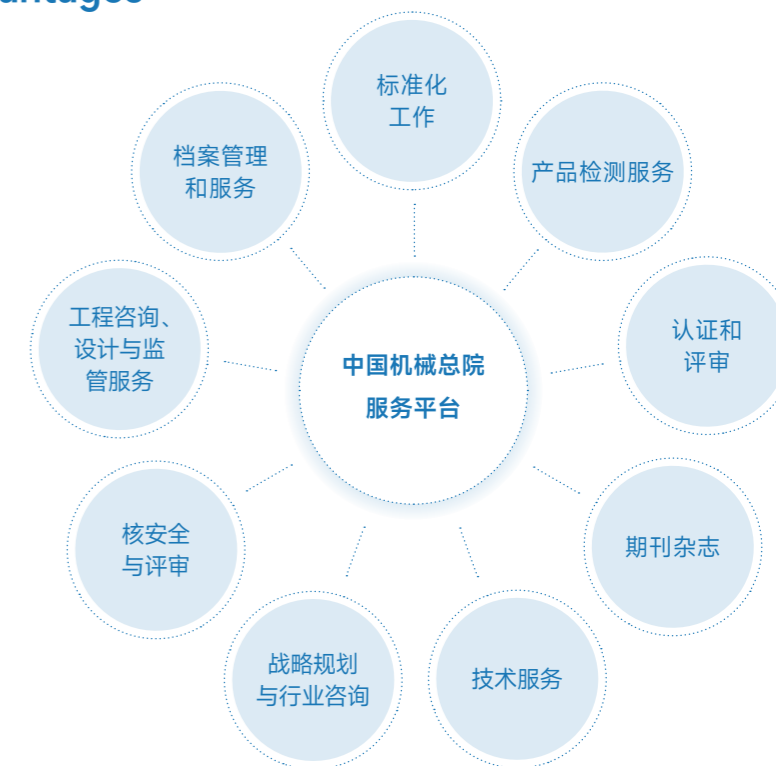 标准化
工作
产品检测服务
认证和
评审
期刊杂志
技术服务
战略规划
与行业咨询
核安全
与评审
工程咨询、
设计与监
管服务
档案管理
和服务
中国机械总院
服务平台